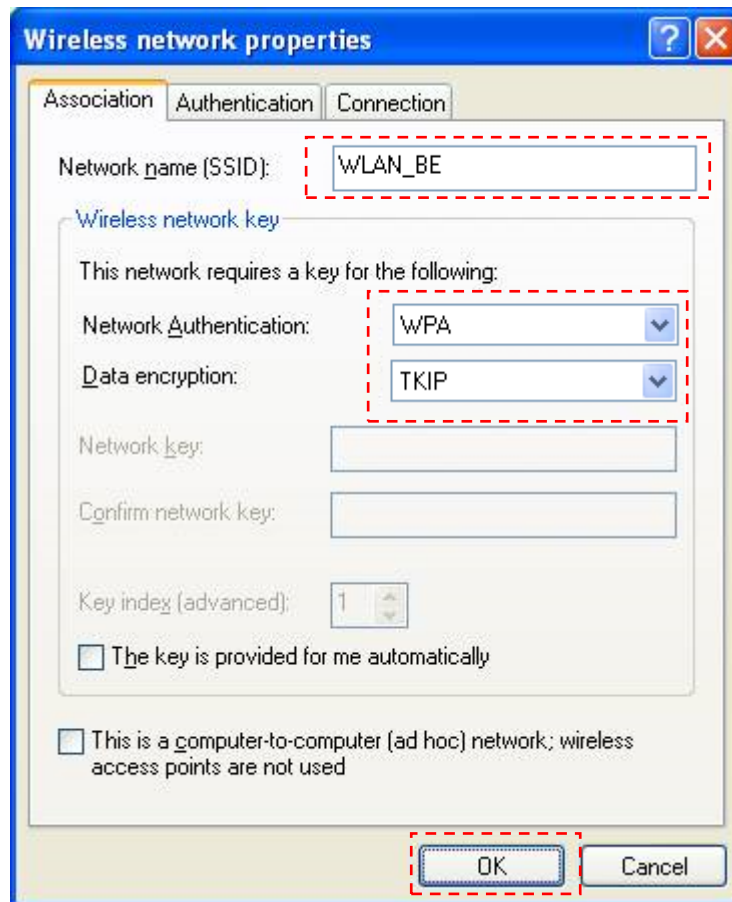 Wireless network properties
Association Authentication Connection
Network name (SSID): WLAN_BE
Wireless network key
This network requires a key for the following:
Network Authentication: WPA
Data encryption: TKIP
Network key:
Confirm network key:
Key index (advanced): 1
The key is provided for me automatically
This is a computer-to-computer (ad hoc) network; wireless
access points are not used
OK Cancel